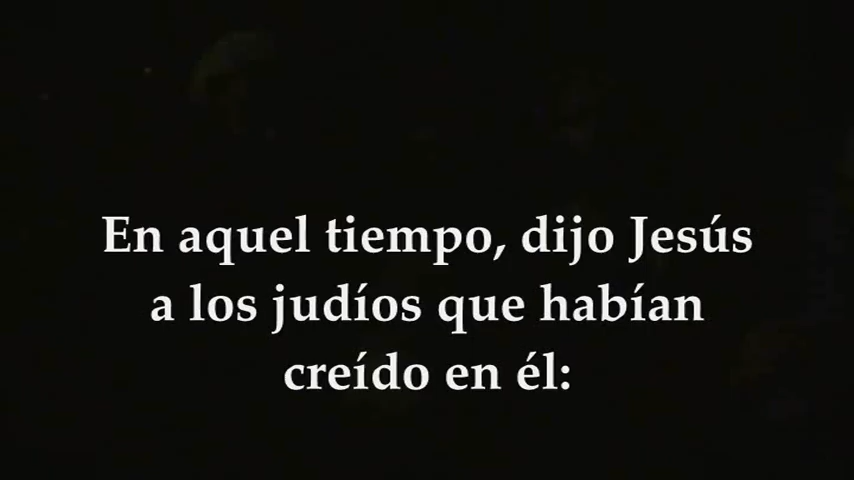 En aquel tiempo, dijo Jesús
a los judíos que habían
creído en él: